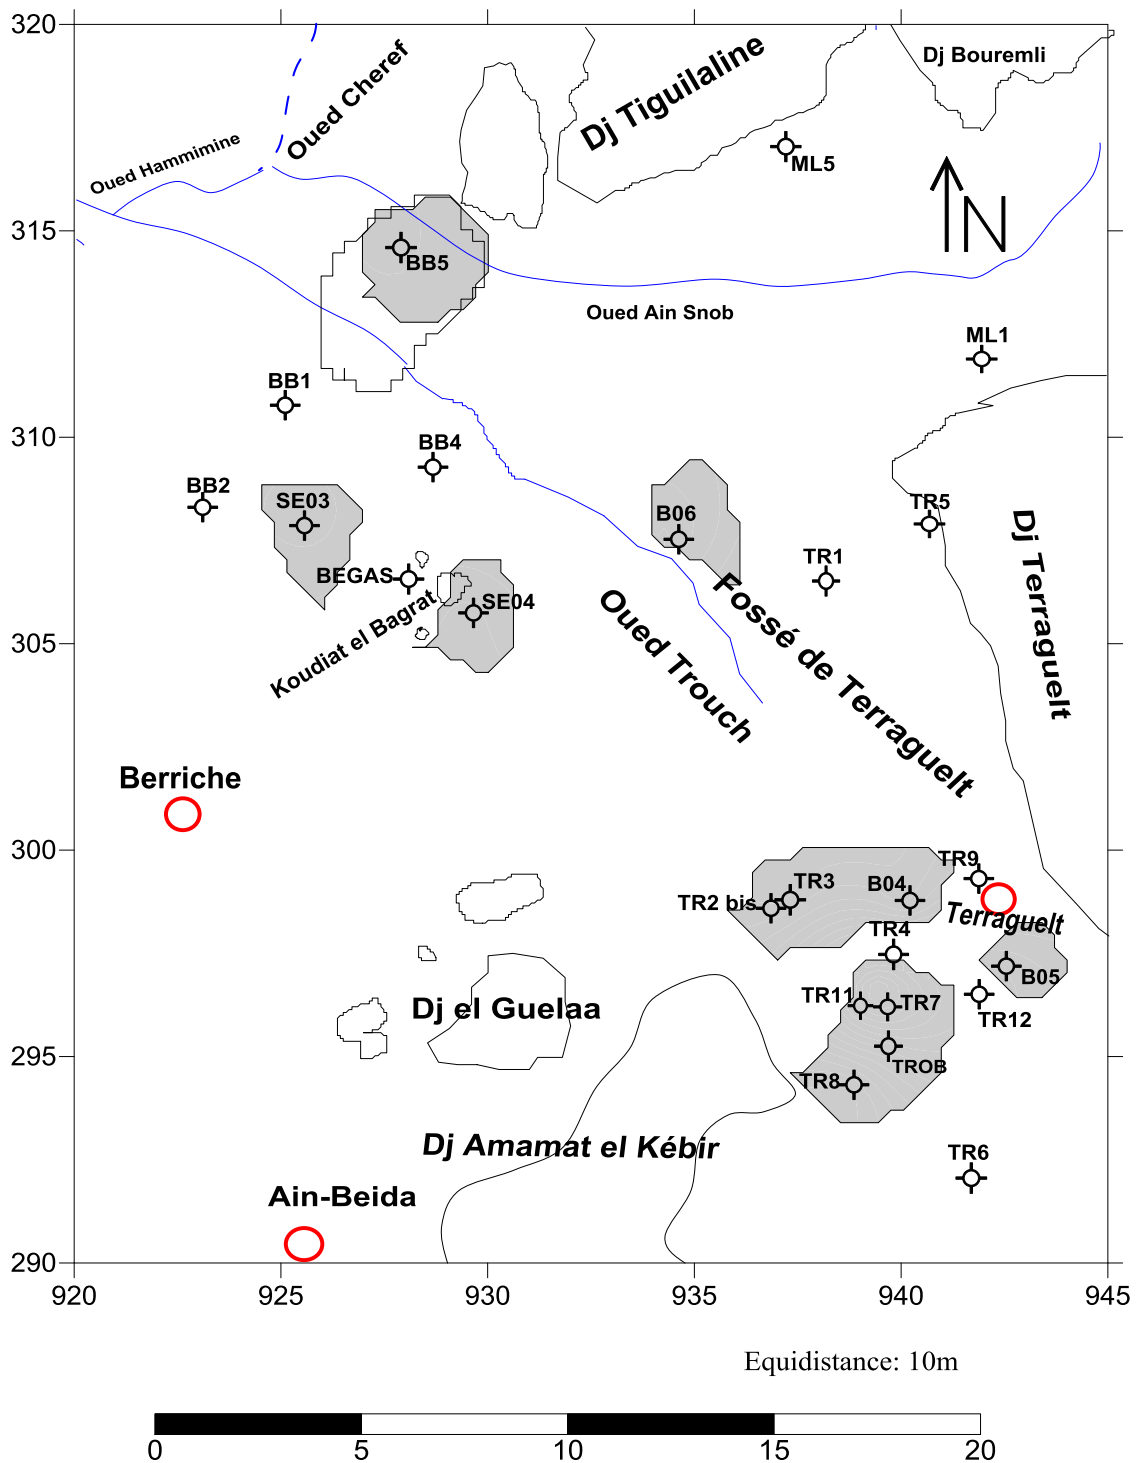 320
Oued Cheref
Dj Tiguilaline
Dj Bouremli
Oued Hammimine
ML5
N
315
BB5
Oued Ain Snob
ML1
BB1
310
BB4
BB2
SE03
B06
TR5
Dj Terraguelt
TR1
BEGAS
SE04
Koudiat el Bagrat
Fossé de Terraguelt
305
Oued Trouch
Berriche
300
TR9
TR3
B04
TR2 bis
Terraguelt
TR4
B05
TR11
TR7
TR12
Dj el Guelaa
295
TROB
TR8
Dj Amamat el Kébir
TR6
Ain-Beida
290
920
925
930
935
940
945
Equidistance: 10m
0
5
10
15
20